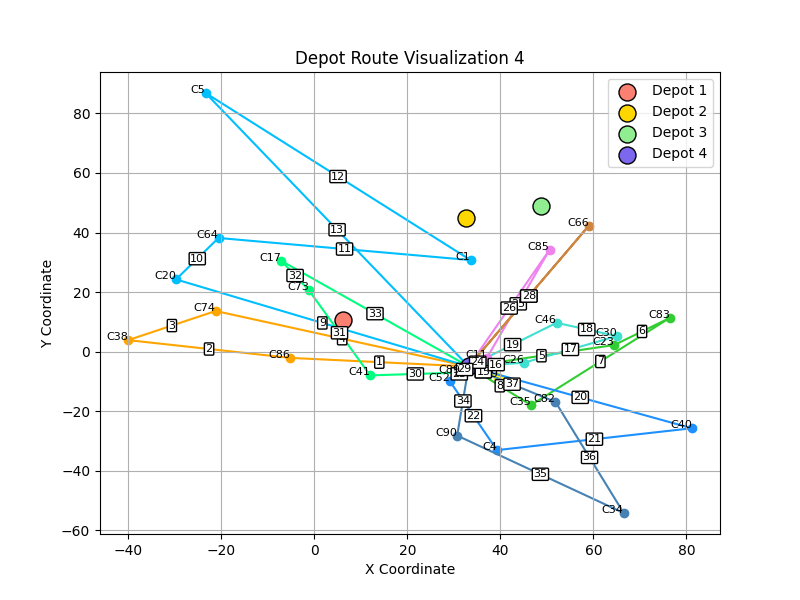 Depot Route Visualization 4
Depot 1
Depot 2
Depot 3
Depot 4
Y Coordinate
80
60
40
20
0
−20
−40
−60
−40
−20
0
20
40
60
80
X Coordinate
C5
12
C66
13
C64
11
C85
10
C1
C17
32
C20
C73
28
26
C74
33
C38
3
9
31
C46
18
C83
6
C30
C23
19
2
C86
1
5
17
7
24
16
C26
29
C41
30
8
37
C52
34
C35
C82
20
22
C90
C4
21
C40
36
35
C34